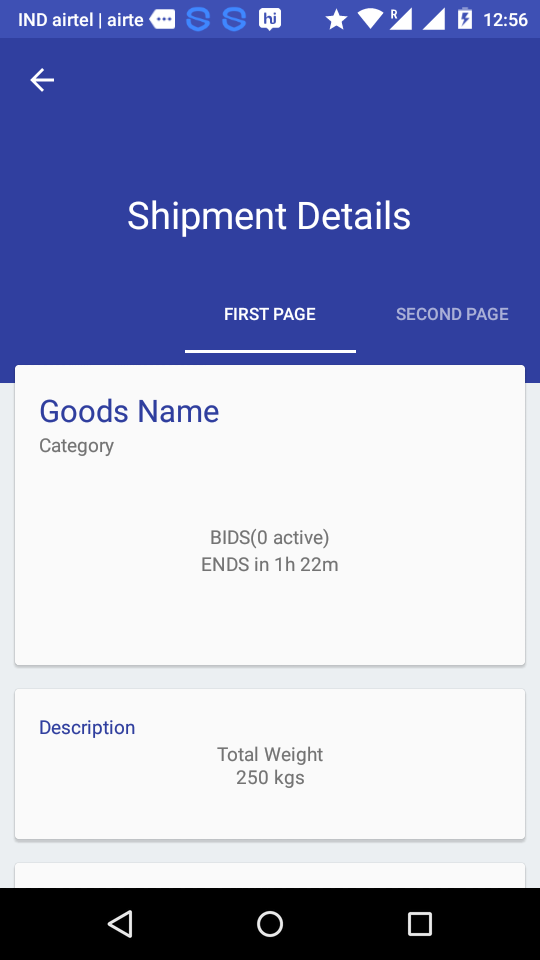 IND airtel | airte
hi
R
12:56
Shipment Details
FIRST PAGE
SECOND PAGE
Goods Name
Category
BIDS(0 active)
ENDS in 1h 22m
Description
Total Weight
250 kgs